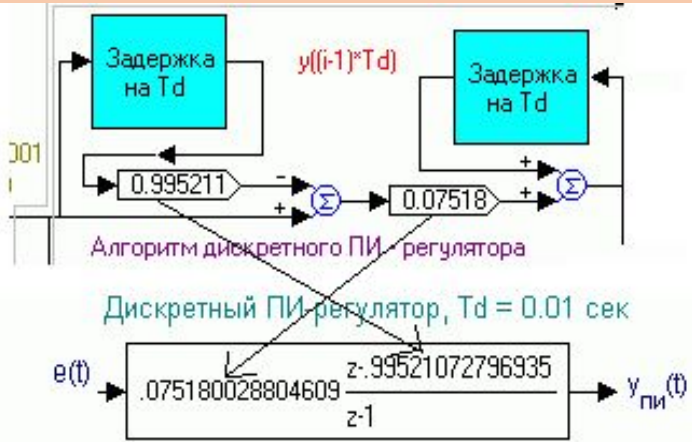 Задержка
на Td
y((i-1)*Td)
Задержка
на Td
001
0.995211
-
+
Σ
0.07518
+
+
Σ
Алгоритм дискретного ПИ - регулятора
Дискретный ПИ-регулятор, Td = 0.01 сек
e(t)
.075180028804609
z-.99521072796935
z-1
yпи(t)